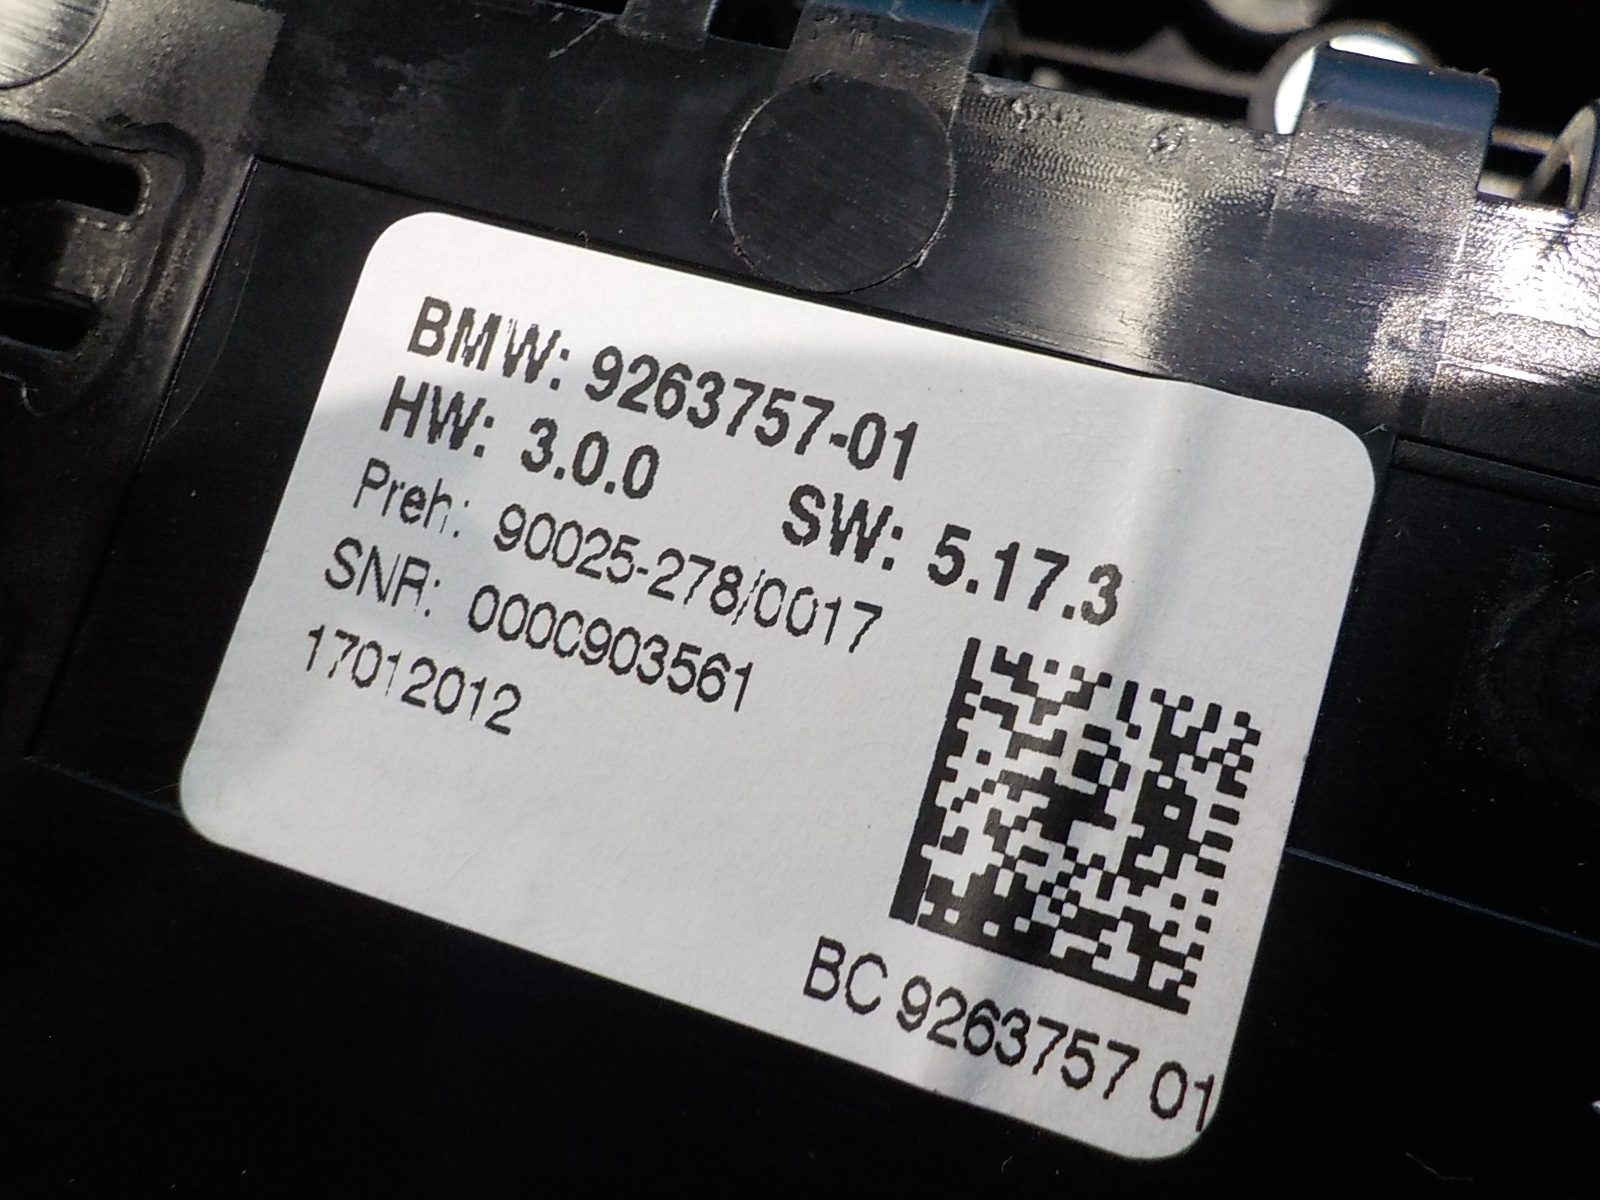 BMW: 9263757-01
HW: 3.0.0 SW: 5.17.3
Preh: 90025-278/0017
SNR: 0000903561
17012012
BC 9263757 01